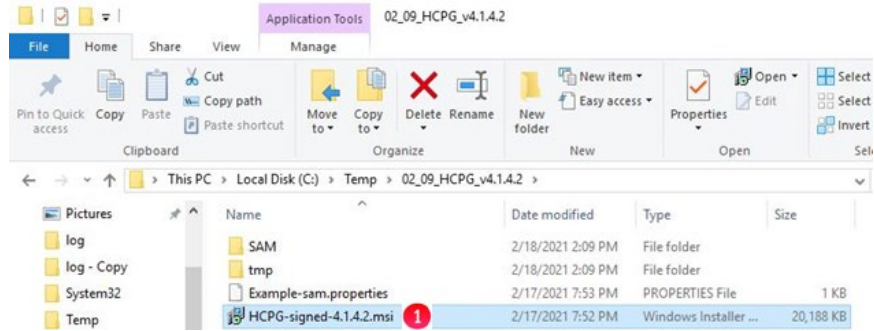 Application Tools 02_09_HCPG_v4.1.4.2
File Home Share View Manage
Pin to Quick access
Copy
Paste
Cut
Copy path
Paste shortcut
Clipboard
Move to
Copy to
Delete
Rename
Organize
New folder
New item
Easy access
New
Properties
Open
Edit
Open
Select
Select
Invert
Sel
This PC > Local Disk (C:) > Temp > 02_09_HCPG_v4.1.4.2 >
Pictures
log
log - Copy
System32
Temp
Name Date modified Type Size
SAM 2/18/2021 2:09 PM File folder
tmp 2/18/2021 2:09 PM File folder
Example-sam.properties 2/17/2021 7:53 PM PROPERTIES File 1 KB
HCPG-signed-4.1.4.2.msi 1 2/17/2021 7:52 PM Windows Installer ... 20,188 KB